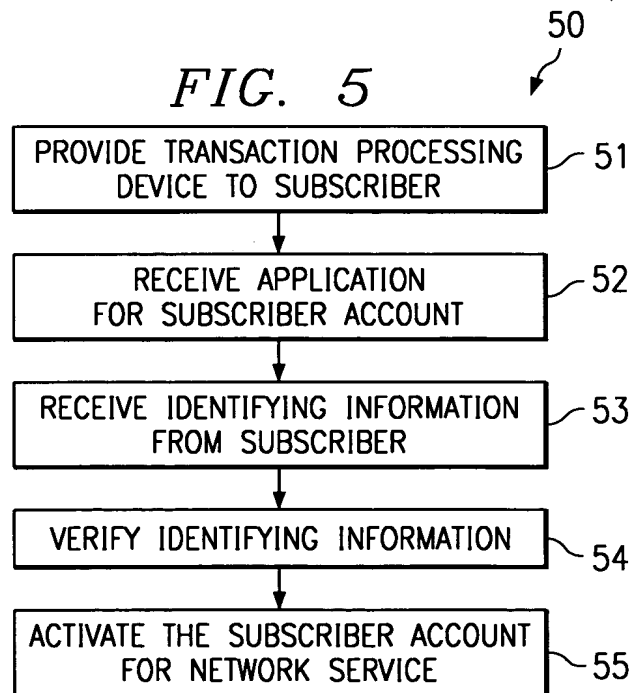 50
FIG. 5
PROVIDE TRANSACTION PROCESSING
DEVICE TO SUBSCRIBER
51
RECEIVE APPLICATION
FOR SUBSCRIBER ACCOUNT
52
RECEIVE IDENTIFYING INFORMATION
FROM SUBSCRIBER
53
VERIFY IDENTIFYING INFORMATION
54
ACTIVATE THE SUBSCRIBER ACCOUNT
FOR NETWORK SERVICE
55